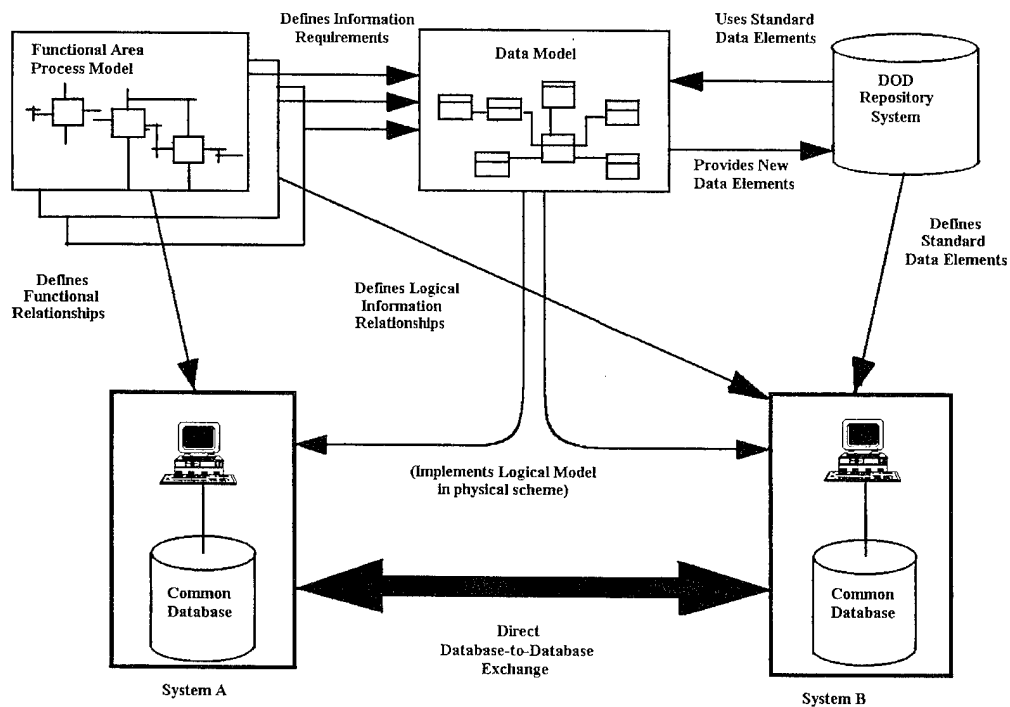 Defines Information
Requirements
Uses Standard
Data Elements
Functional Area
Process Model
Data Model
DOD
Repository
System
Provides New
Data Elements
Defines
Standard
Data Elements
Defines
Functional
Relationships
Defines Logical
Information
Relationships
(Implements Logical Model
in physical scheme)
Common
Database
Common
Database
Direct
Database-to-Database
Exchange
System A
System B